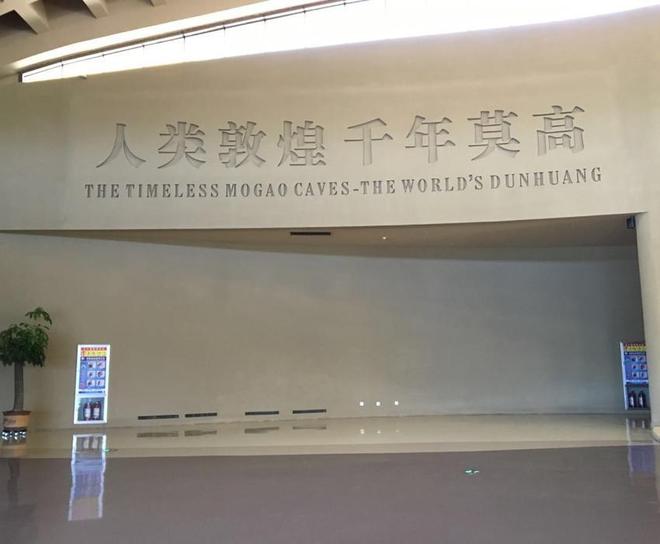 人类敦煌千年莫高
THE TIMELESS MOGAO CAVES-THE WORLD'S DUNHUANG